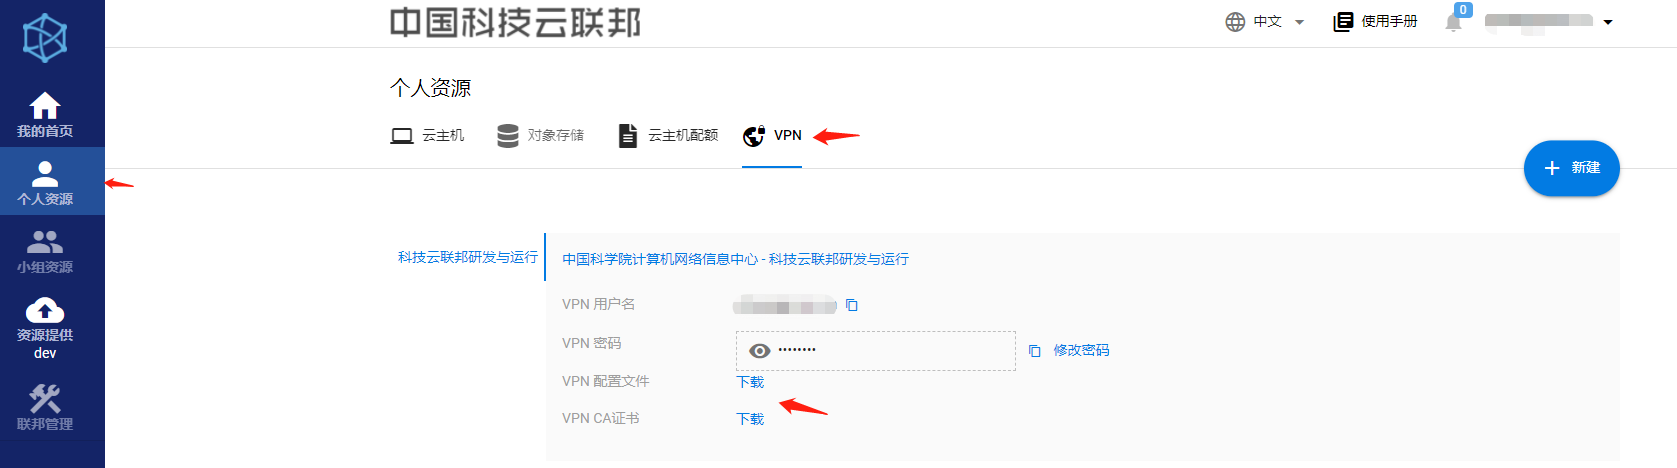 中国科技云联邦
中文
使用手册
0
我的首页
个人资源
小组资源
资源提供
dev
联邦管理
个人资源
云主机
对象存储
云主机配额
VPN
新建
科技云联邦研发与运行
中国科学院计算机网络信息中心 - 科技云联邦研发与运行
VPN 用户名
VPN 密码
········
修改密码
VPN 配置文件
下载
VPN CA证书
下载